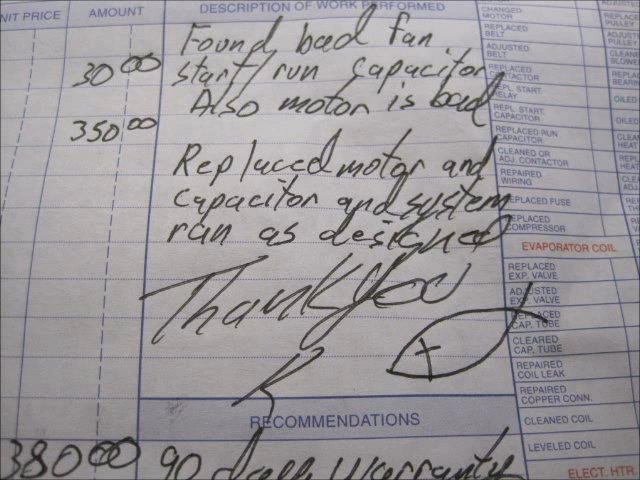 NIT PRICE
AMOUNT
DESCRIPTION OF WORK PERFORMED
30 00
350 00
Found bad fan
start/run capacitor
Also motor is bad
Replaced motor and
capacitor and system
ran as designed
Thank You
RECOMMENDATIONS
380 00
90 days warranty
CHANGED
MOTOR
REPLACED
BELT
ADJUSTED
BELT
REPLACED
CONTACTOR
REPL. START
RELAY
REPL. START
CAPACITOR
REPLACED RUN
CAPACITOR
CLEANED OR
ADJ. CONTACTOR
REPAIRED
WIRING
REPLACED FUSE
REPLACED
COMPRESSOR
EVAPORATOR COIL
REPLACED
EXP. VALVE
ADJUSTED
EXP. VALVE
REPLACED
CAP. TUBE
CLEARED
CAP. TUBE
REPAIRED
COIL LEAK
REPAIRED
COPPER CONN.
CLEANED COIL
LEVELED COIL
ELECT. HTR.